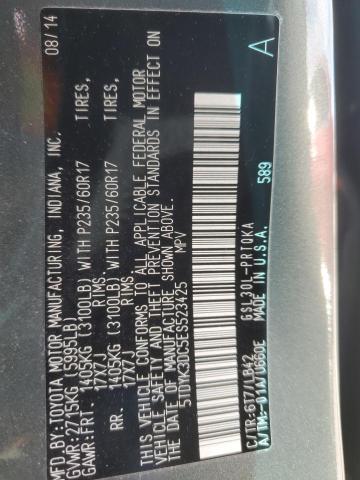 MFD.BY:TOYOTA MOTOR MANUFACTURING, INDIANA, INC. 08/14
GVWR:2715KG (5995LB)
GAWR:FRT. 1405KG (3100LB) WITH P235/60R17 TIRES,
17X7J RIMS
RR. 1405KG (3100LB) WITH P235/60R17 TIRES,
17X7J RIMS
THIS VEHICLE CONFORMS TO ALL APPLICABLE FEDERAL MOTOR
VEHICLE SAFETY AND THEFT PREVENTION STANDARDS IN EFFECT ON
THE DATE OF MANUFACTURE SHOWN ABOVE.
5TDYK3DC5ES523425 MPV
C/TR:6T7/LB42 GSL30L-PRTQKA A
A/TM:-01A/U660E MADE IN U.S.A. 589